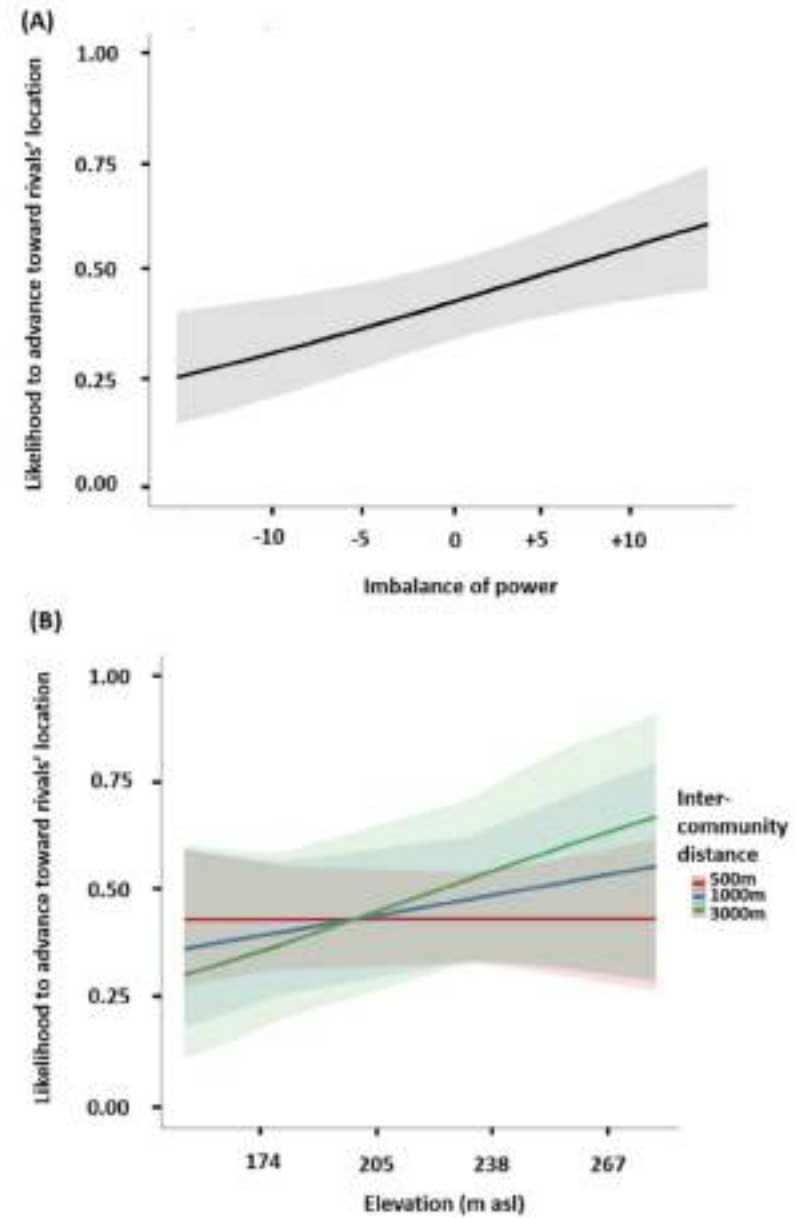 (A)
Likelihood to advance toward rivals' location
1.00
0.75
0.50
0.25
0.00
-10
-5
0
+5
+10
Imbalance of power
(B)
Likelihood to advance toward rivals' location
1.00
0.75
0.50
0.25
0.00
174
205
238
267
Elevation (m asl)
Inter-
community
distance
500m
1000m
3000m